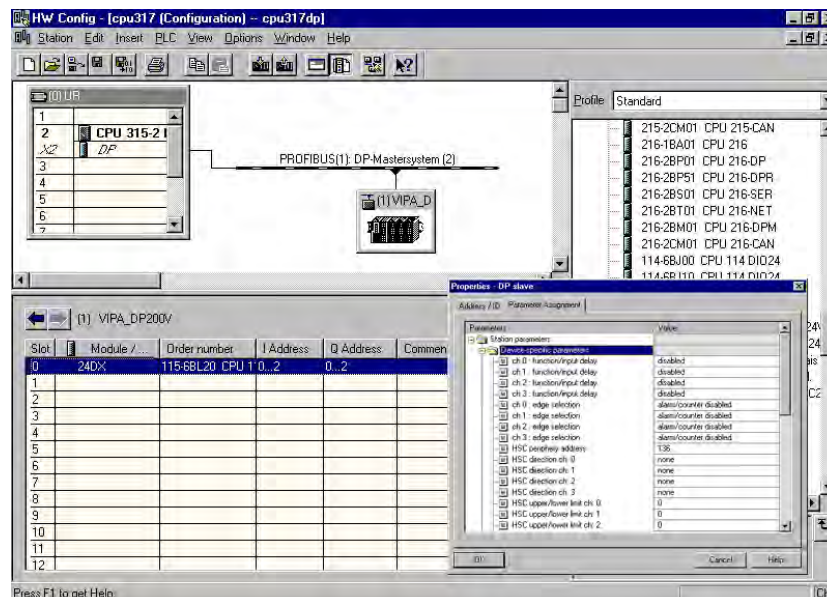 HW Config - [cpu317 (Configuration) -- cpu317dp]
Station Edit Insert PLC View Options Window Help
(0) UR
1
2 CPU 315-2
X2 DP
3
4
5
6
7
PROFIBUS(1): DP-Mastersystem (2)
(1) VIPA_D
Profile Standard
215-2CM01 CPU 215-CAN
216-1BA01 CPU 216
216-2BP01 CPU 216-DP
216-2BP51 CPU 216-DPR
216-2BS01 CPU 216-SER
216-2BT01 CPU 216-NET
216-2BM01 CPU 216-DPM
216-2CM01 CPU 216-CAN
114-6BJ00 CPU 114 DIO24
114-6BJ10 CPU 114 DIO24
(1) VIPA_DP200V
Slot Module /... Order number I Address Q Address Commen
0 24DX 115-6BL20 CPU 1 0...2 0...2
1
2
3
4
5
6
7
8
9
10
11
12
Properties - DP slave
Address / ID Parameter Assignment
Parameters Value
Station parameters
Device-specific parameters
ch 0 : function/input delay disabled
ch 1 : function/input delay disabled
ch 2 : function/input delay disabled
ch 3 : function/input delay disabled
ch 0 : edge selection alarm/counter disabled
ch 1 : edge selection alarm/counter disabled
ch 2 : edge selection alarm/counter disabled
ch 3 : edge selection alarm/counter disabled
HSC periphery address 136
HSC direction ch. 0 none
HSC direction ch. 1 none
HSC direction ch. 2 none
HSC direction ch. 3 none
HSC upper/lower limit ch. 0 0
HSC upper/lower limit ch. 1 0
HSC upper/lower limit ch. 2 0
OK Cancel Help
Press F1 to get Help.